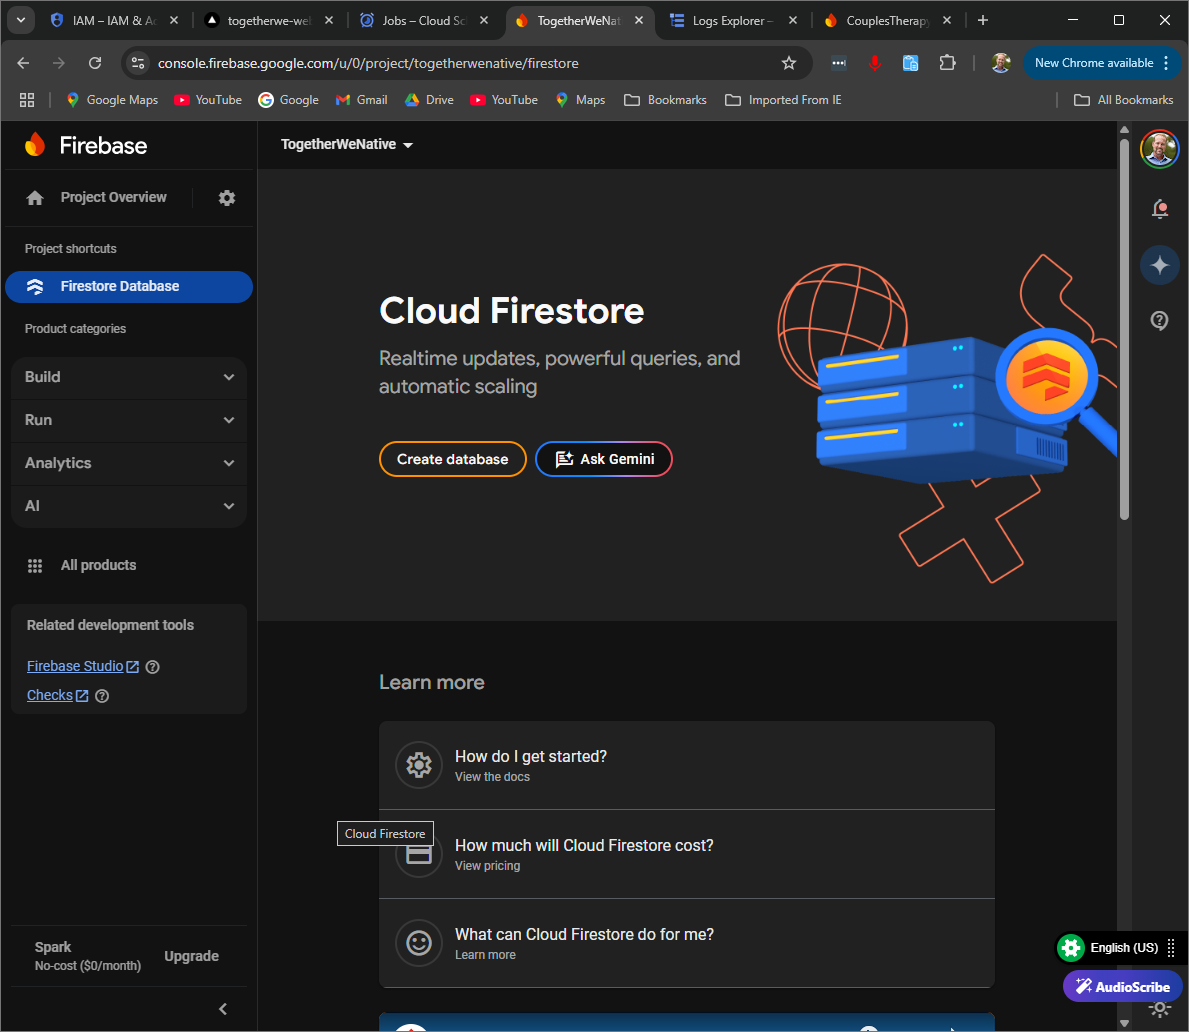 IAM – IAM & Ad
togetherwe-wel
Jobs – Cloud Sc
TogetherWeNat
Logs Explorer –
CouplesTherapy
console.firebase.google.com/u/0/project/togetherwenative/firestore
New Chrome available
Google Maps
YouTube
Google
Gmail
Drive
YouTube
Maps
Bookmarks
Imported From IE
All Bookmarks
Firebase
TogetherWeNative
Project Overview
Project shortcuts
Firestore Database
Product categories
Build
Run
Analytics
AI
All products
Related development tools
Firebase Studio
Checks
Spark
No-cost ($0/month)
Upgrade
Cloud Firestore
Realtime updates, powerful queries, and
automatic scaling
Create database
Ask Gemini
Learn more
How do I get started?
View the docs
Cloud Firestore
How much will Cloud Firestore cost?
View pricing
What can Cloud Firestore do for me?
Learn more
English (US)
AudioScribe